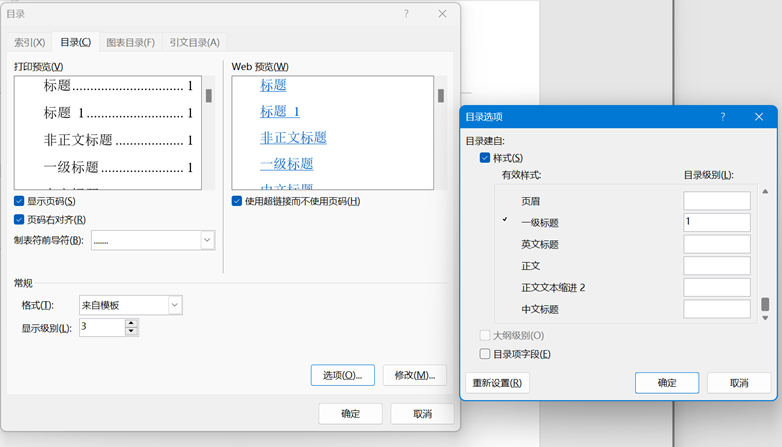 目录
索引(X) 目录(C) 图表目录(F) 引文目录(A)
打印预览(V)
标题................................ 1
标题 1.............................. 1
非正文标题.................... 1
一级标题........................ 1
显示页码(S)
页码右对齐(R)
制表符前导符(B): .......
Web 预览(W)
标题
标题 1
非正文标题
一级标题
中文标题
使用超链接而不使用页码(H)
常规
格式(T): 来自模板
显示级别(L): 3
选项(O)... 修改(M)...
确定 取消
目录选项
目录建自:
样式(S)
有效样式: 目录级别(L):
页眉
一级标题 1
英文标题
正文
正文文本缩进 2
中文标题
大纲级别(O)
目录项字段(E)
重新设置(R) 确定 取消